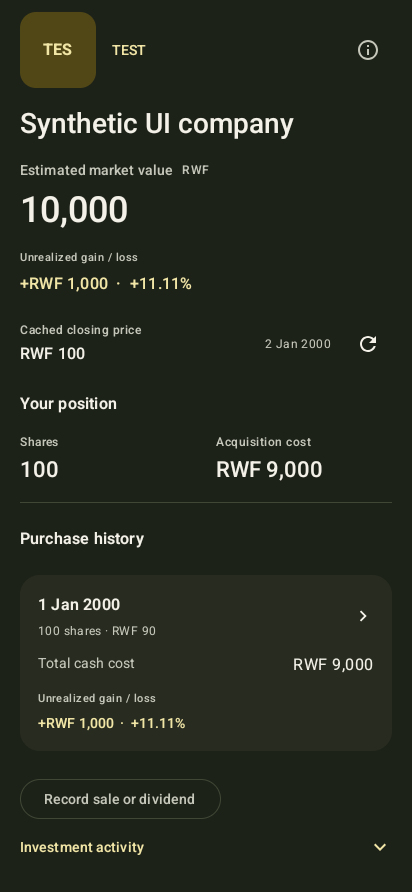 TES
TEST
Synthetic UI company
Estimated market value RWF
10,000
Unrealized gain / loss
+RWF 1,000 · +11.11%
Cached closing price
RWF 100
2 Jan 2000
Your position
Shares
Acquisition cost
100
RWF 9,000
Purchase history
1 Jan 2000
100 shares · RWF 90
Total cash cost
RWF 9,000
Unrealized gain / loss
+RWF 1,000 · +11.11%
Record sale or dividend
Investment activity